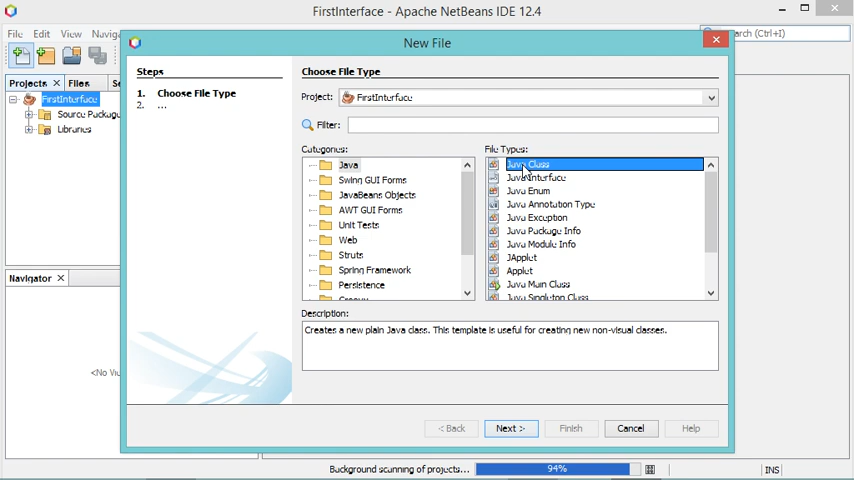 FirstInterface - Apache NetBeans IDE 12.4
File Edit View Navig
arch (Ctrl+I)
New File
Projects × Files
FirstInterface
Source Package
Libraries
Navigator ×
<No Vi
Steps
1. Choose File Type
2. ...
Choose File Type
Project: FirstInterface
Filter:
Categories:
Java
Swing GUI Forms
JavaBeans Objects
AWT GUI Forms
Unit Tests
Web
Struts
Spring Framework
Persistence
Groovy
File Types:
Java Class
Java Interface
Java Enum
Java Annotation Type
Java Exception
Java Package Info
Java Module Info
JApplet
Applet
Java Main Class
Java Singleton Class
Description:
Creates a new plain Java class. This template is useful for creating new non-visual classes.
< Back Next > Finish Cancel Help
Background scanning of projects... 94% INS